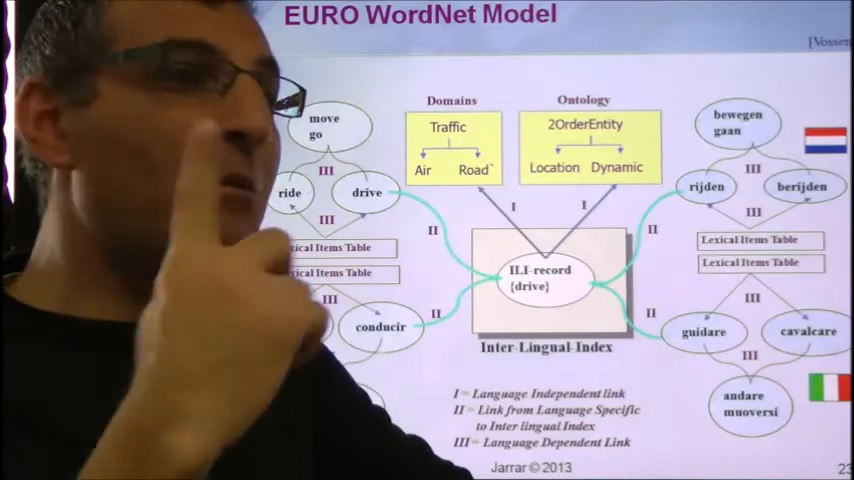 EURO WordNet Model
[Vossen
Domains
Ontology
Traffic
Air
Road`
2OrderEntity
Location
Dynamic
move
go
III
ride
drive
III
Lexical Items Table
Lexical Items Table
III
conducir
II
II
I
I
ILI-record
{drive}
Inter-Lingual-Index
II
II
bewegen
gaan
III
rijden
berijden
III
Lexical Items Table
Lexical Items Table
III
guidare
cavalcare
III
andare
muoversi
I = Language Independent link
II = Link from Language Specific
to Inter lingual Index
III = Language Dependent Link
Jarrar © 2013
23